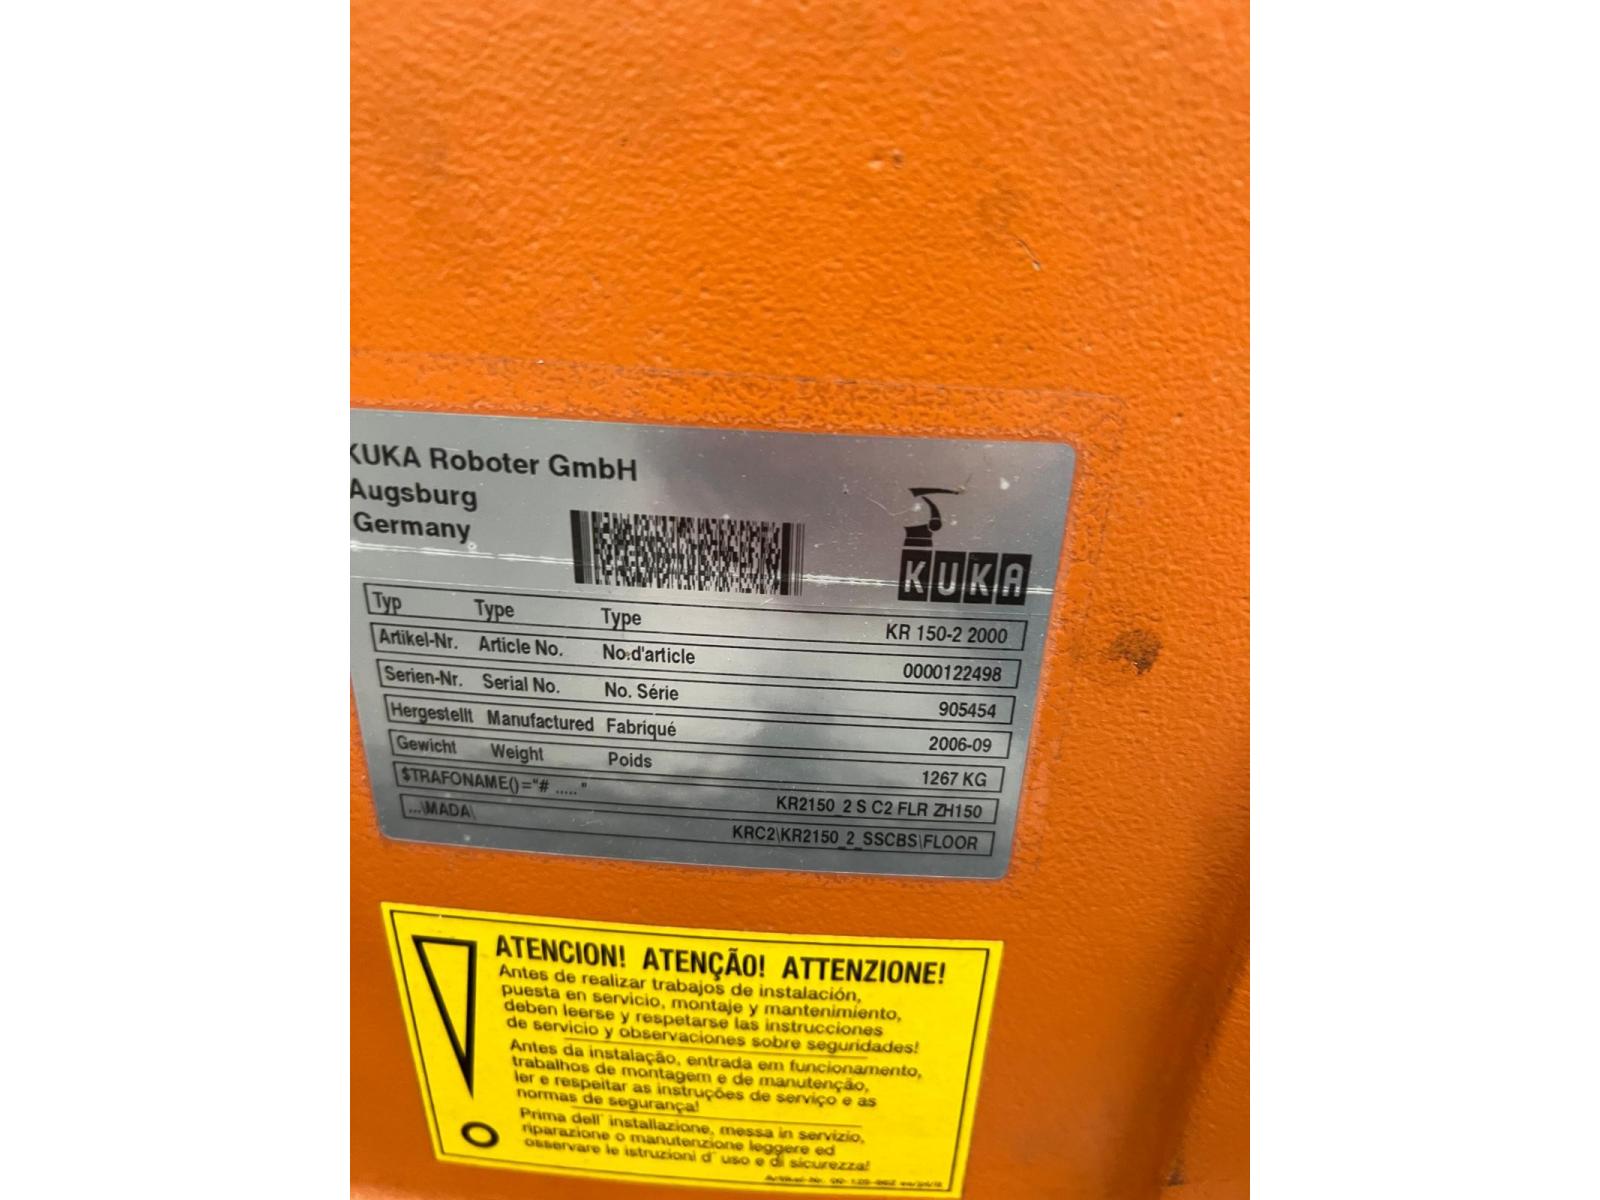 KUKA Roboter GmbH
Augsburg
Germany
KUKA
Typ Type Type KR 150-2 2000
Artikel-Nr. Article No. No.d'article 0000122498
Serien-Nr. Serial No. No. Série 905454
Hergestellt Manufactured Fabriqué 2006-09
Gewicht Weight Poids 1267 KG
$TRAFONAME()="# ..... " KR2150_2 S C2 FLR ZH150
...\MADA\ KRC2\KR2150_2_SSCBS\FLOOR
ATENCION! ATENÇÃO! ATTENZIONE!
Antes de realizar trabajos de instalación,
puesta en servicio, montaje y mantenimiento,
deben leerse y respetarse las instrucciones
de servicio y observaciones sobre seguridades!
Antes da instalação, entrada em funcionamento,
trabalhos de montagem e de manutenção,
ler e respeitar as instruções de serviço e as
normas de segurança!
Prima dell' installazione, messa in servizio,
riparazione o manutenzione leggere ed
osservare le istruzioni d' uso e di sicurezza!
Artikel-Nr.